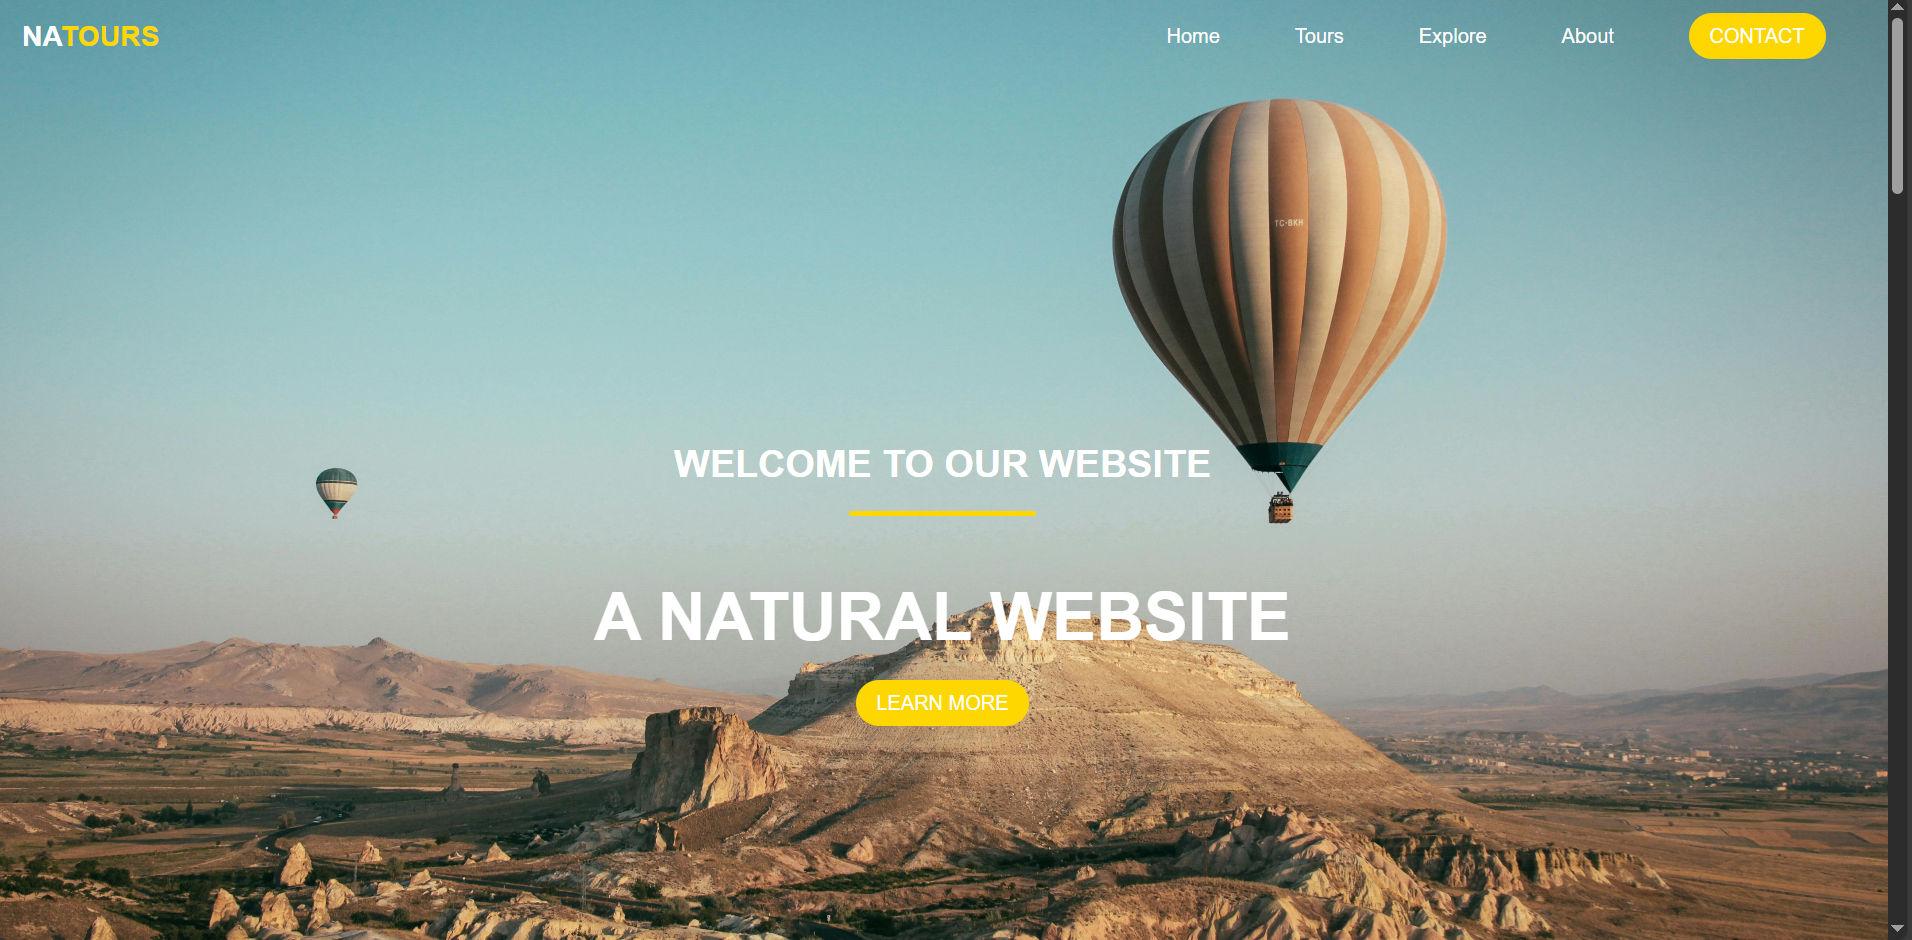 NATOURS
Home
Tours
Explore
About
CONTACT
TC-BKH
WELCOME TO OUR WEBSITE
A NATURAL WEBSITE
LEARN MORE